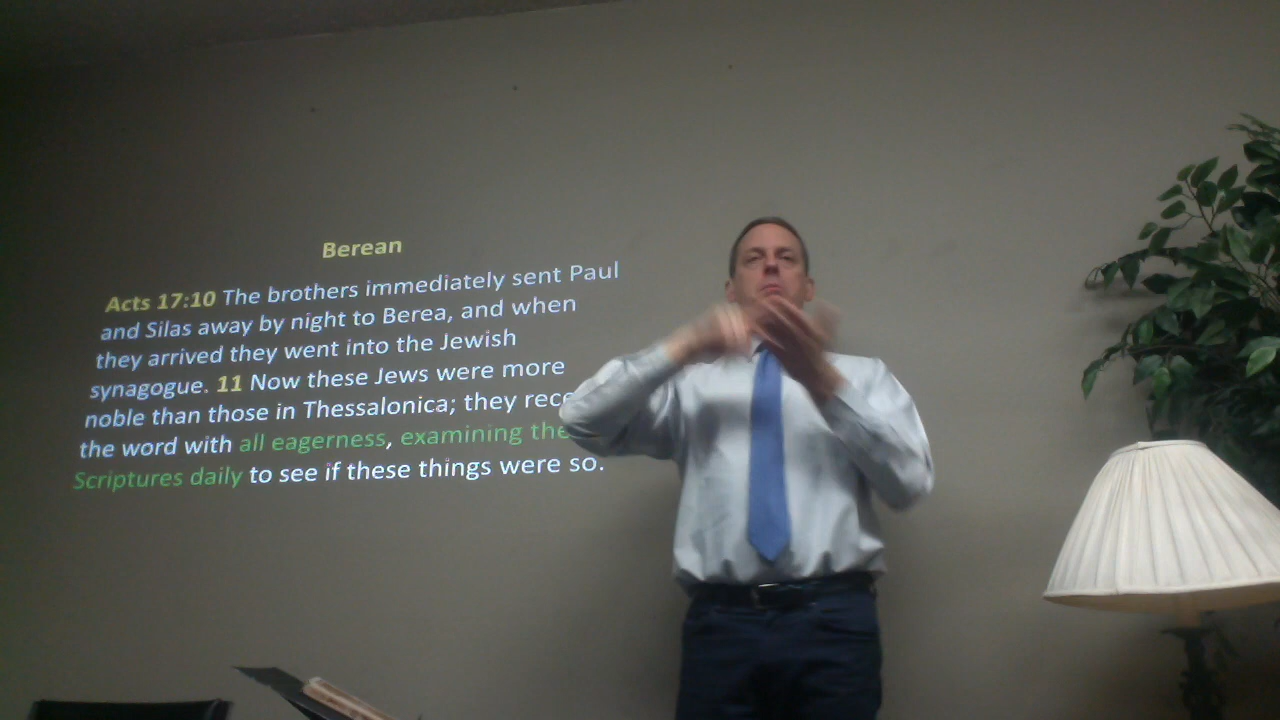 Berean
Acts 17:10 The brothers immediately sent Paul
and Silas away by night to Berea, and when
they arrived they went into the Jewish
synagogue. 11 Now these Jews were more
noble than those in Thessalonica; they rece
the word with all eagerness, examining the
Scriptures daily to see if these things were so.